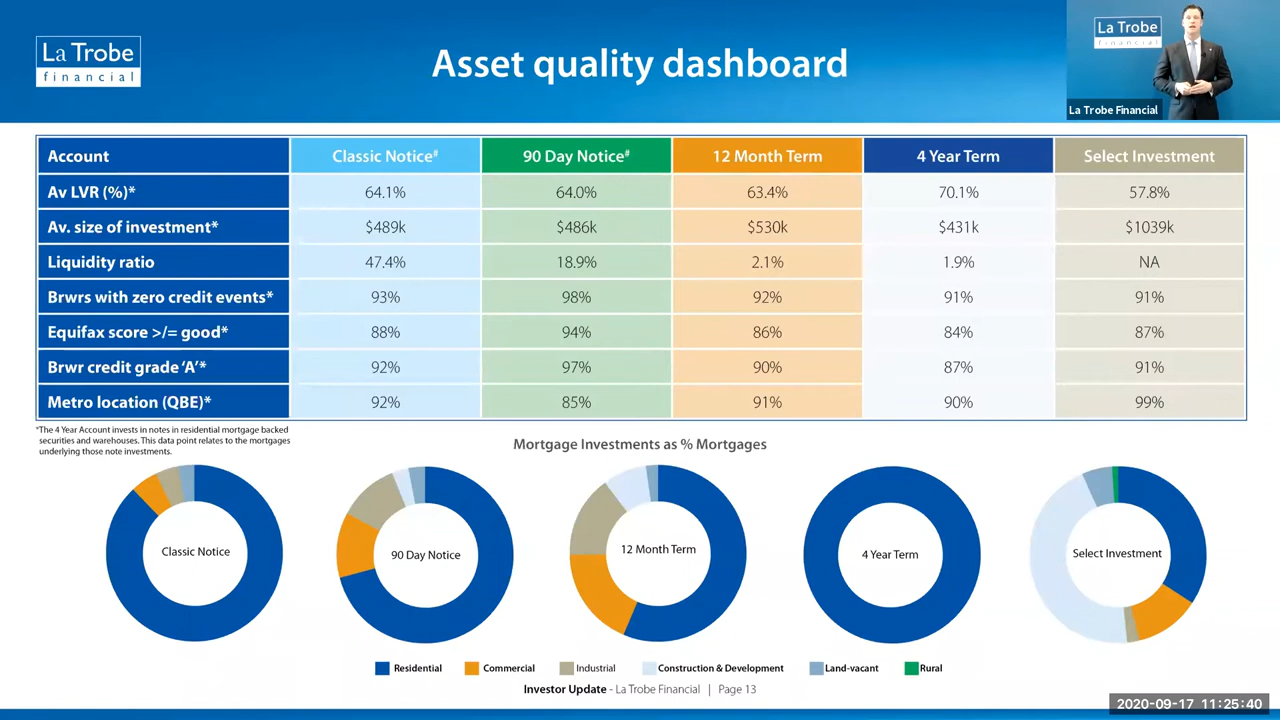 La Trobe
financial
Asset quality dashboard
La Trobe
financial
La Trobe Financial
Account Classic Notice# 90 Day Notice# 12 Month Term 4 Year Term Select Investment
Av LVR (%)* 64.1% 64.0% 63.4% 70.1% 57.8%
Av. size of investment* $489k $486k $530k $431k $1039k
Liquidity ratio 47.4% 18.9% 2.1% 1.9% NA
Brwrs with zero credit events* 93% 98% 92% 91% 91%
Equifax score >/= good* 88% 94% 86% 84% 87%
Brwr credit grade ‘A’* 92% 97% 90% 87% 91%
Metro location (QBE)* 92% 85% 91% 90% 99%
*The 4 Year Account invests in notes in residential mortgage backed
securities and warehouses. This data point relates to the mortgages
underlying those note investments.
Mortgage Investments as % Mortgages
Classic Notice
90 Day Notice
12 Month Term
4 Year Term
Select Investment
Residential Commercial Industrial Construction & Development Land-vacant Rural
Investor Update - La Trobe Financial | Page 13
2020-09-17 11:25:40